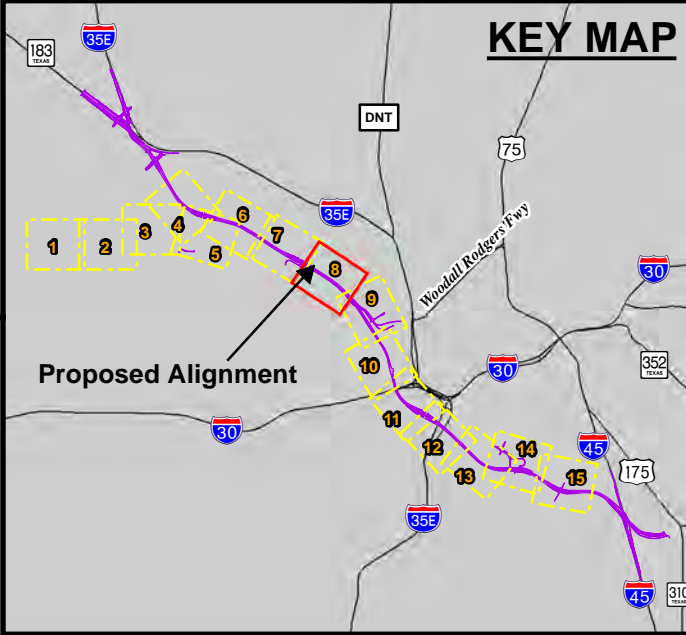 KEY MAP
35E
183
TEXAS
DNT
75
35E
Woodall Rodgers Fwy
30
1
2
3
4
5
6
7
8
9
10
11
12
13
14
15
Proposed Alignment
30
352
TEXAS
30
45
175
35E
45
310
TEXAS